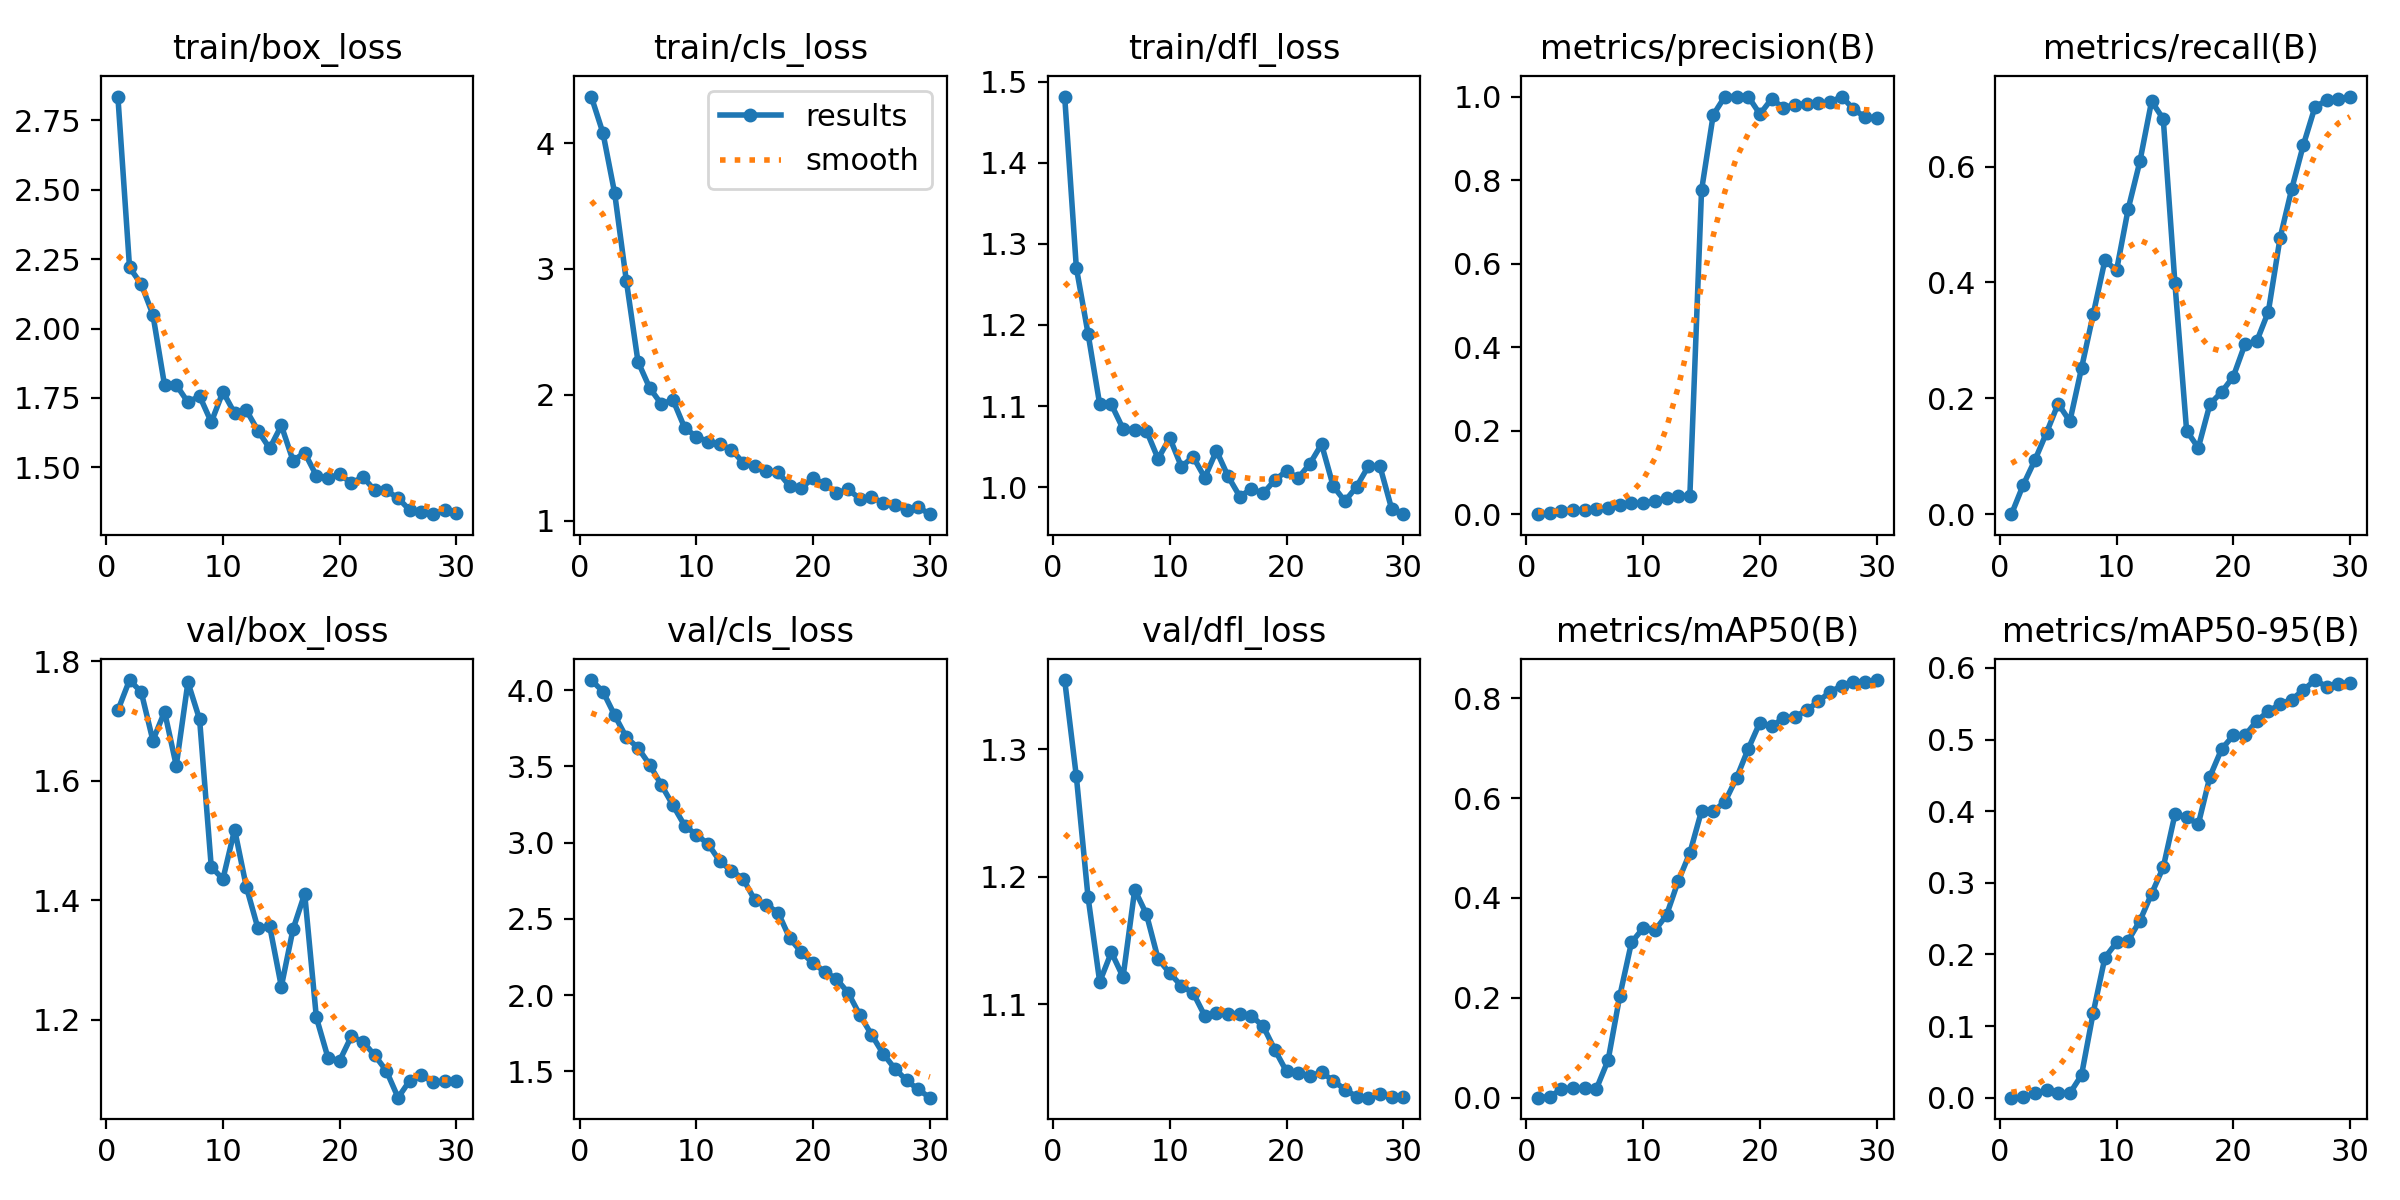 train/box_loss
2.75
2.50
2.25
2.00
1.75
1.50
0 10 20 30
train/cls_loss
results
smooth
4
3
2
1
0 10 20 30
train/dfl_loss
1.5
1.4
1.3
1.2
1.1
1.0
0 10 20 30
metrics/precision(B)
1.0
0.8
0.6
0.4
0.2
0.0
0 10 20 30
metrics/recall(B)
0.6
0.4
0.2
0.0
0 10 20 30
val/box_loss
1.8
1.6
1.4
1.2
0 10 20 30
val/cls_loss
4.0
3.5
3.0
2.5
2.0
1.5
0 10 20 30
val/dfl_loss
1.3
1.2
1.1
0 10 20 30
metrics/mAP50(B)
0.8
0.6
0.4
0.2
0.0
0 10 20 30
metrics/mAP50-95(B)
0.6
0.5
0.4
0.3
0.2
0.1
0.0
0 10 20 30